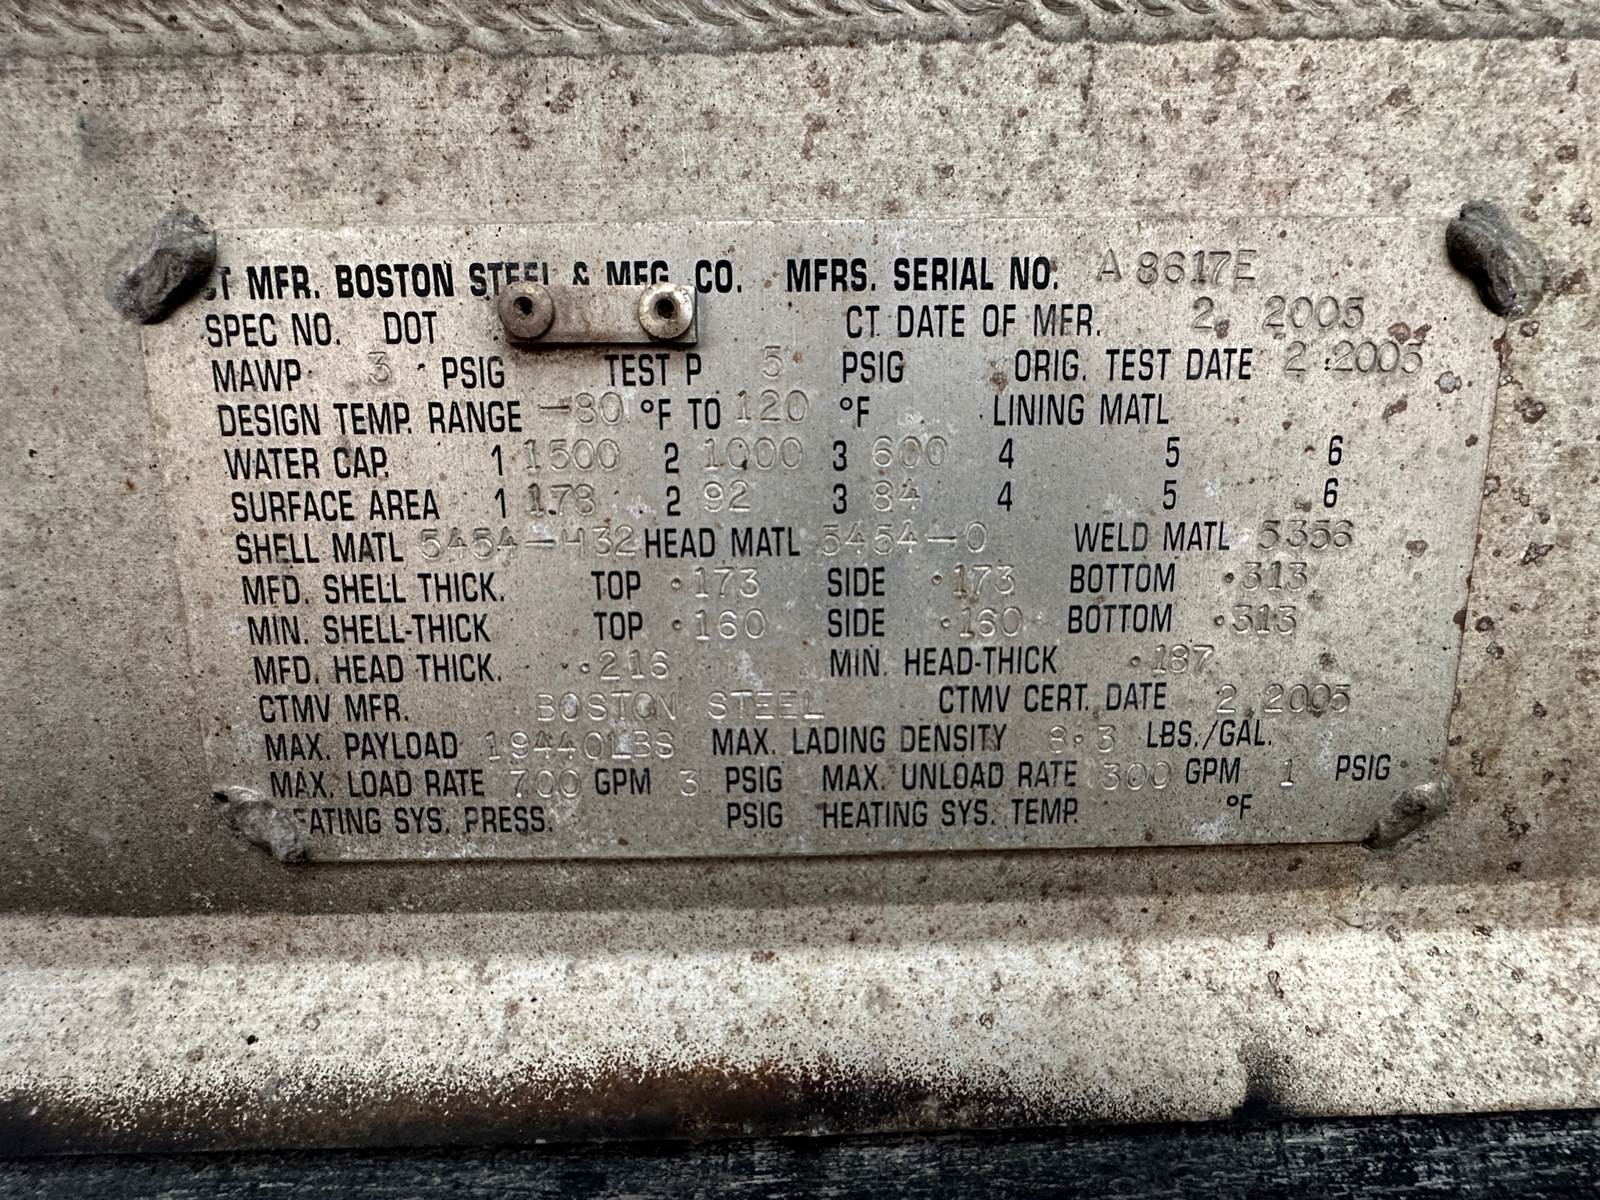 CT MFR. BOSTON STEEL & MFG. CO. MFRS. SERIAL NO. A 8617E
SPEC NO. DOT CT DATE OF MFR. 2 2005
MAWP 3 PSIG TEST P 5 PSIG ORIG. TEST DATE 2 2005
DESIGN TEMP. RANGE °F TO 120 °F LINING MATL
WATER CAP. 1 1500 2 1000 3 600 4 5 6
SURFACE AREA 1 178 2 92 3 84 4 5 6
SHELL MATL 5454-H32 HEAD MATL 5454-0 WELD MATL 5356
MFD. SHELL THICK. TOP .173 SIDE .173 BOTTOM .313
MIN. SHELL-THICK TOP .160 SIDE .160 BOTTOM .313
MFD. HEAD THICK. .216 MIN. HEAD-THICK .187
CTMV MFR. BOSTON STEEL CTMV CERT. DATE 2 2005
MAX. PAYLOAD 19440LBS MAX. LADING DENSITY 8.3 LBS./GAL.
MAX. LOAD RATE 700 GPM 3 PSIG MAX. UNLOAD RATE 300 GPM 1 PSIG
HEATING SYS. PRESS. PSIG HEATING SYS. TEMP. °F